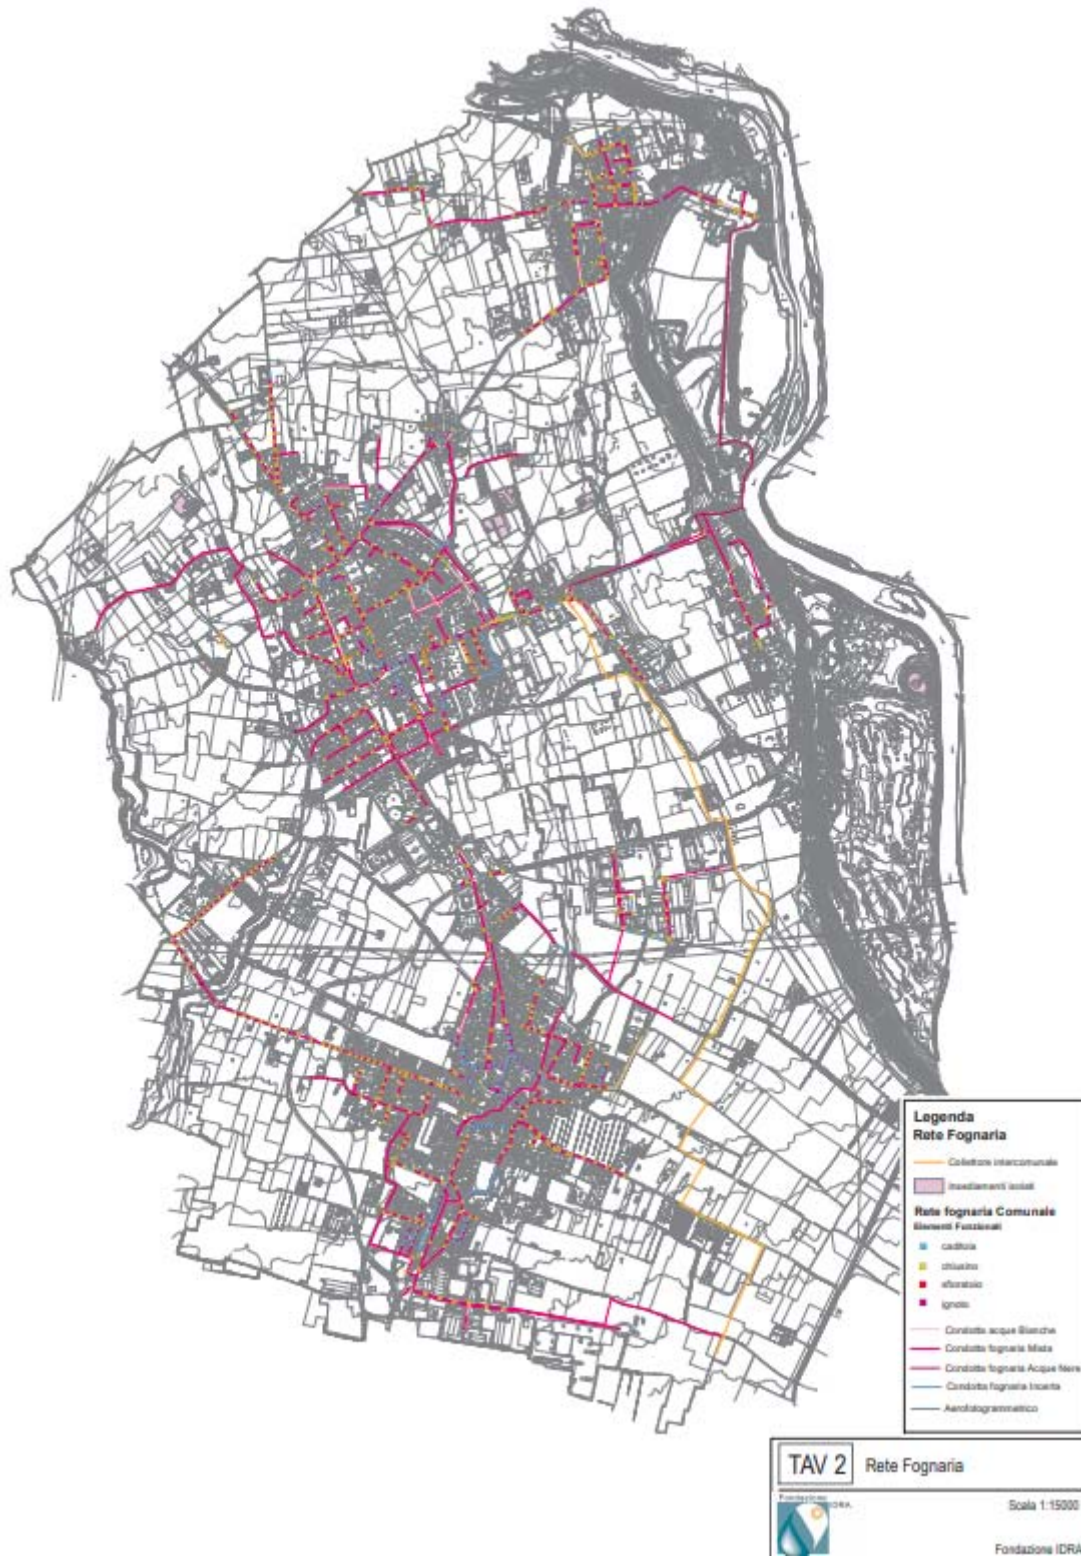 Legenda
Rete Fognaria
Collettore intercomunale
Insediamenti isolati
Rete fognaria Comunale
Elementi Funzionali
caditoia
chiusino
sfioratoio
ignoto
Condotta acque Bianche
Condotta fognaria Mista
Condotta fognaria Acque Nere
Condotta fognaria Incerta
Aerofotogrammetrico
TAV 2
Rete Fognaria
Fondazione
IDRA
Scala 1:15000
Fondazione IDRA